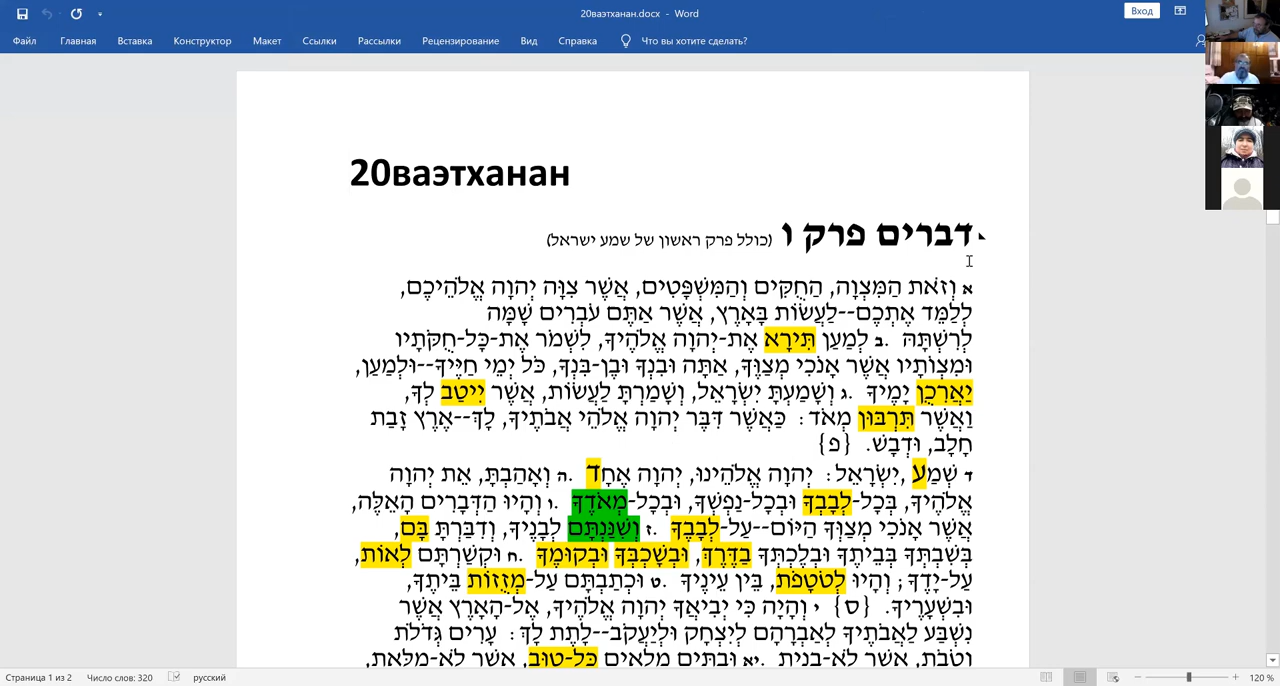 20ваэтханан.docx - Word
Вход
Файл Главная Вставка Конструктор Макет Ссылки Рассылки Рецензирование Вид Справка Что вы хотите сделать?
20ваэтханан
דברים פרק ו (כולל פרק ראשון של שמע ישראל)
א וְזֹאת הַמִּצְוָה, הַחֻקִּים וְהַמִּשְׁפָּטִים, אֲשֶׁר צִוָּה יְהוָה אֱלֹהֵיכֶם,
לְלַמֵּד אֶתְכֶם--לַעֲשׂוֹת בָּאָרֶץ, אֲשֶׁר אַתֶּם עֹבְרִים שָׁמָּה
לְרִשְׁתָּהּ. ב לְמַעַן תִּירָא אֶת-יְהוָה אֱלֹהֶיךָ, לִשְׁמֹר אֶת-כָּל-חֻקֹּתָיו
וּמִצְוֺתָיו אֲשֶׁר אָנֹכִי מְצַוֶּךָ, אַתָּה וּבִנְךָ וּבֶן-בִּנְךָ, כֹּל יְמֵי חַיֶּיךָ--וּלְמַעַן,
יַאֲרִכֻן יָמֶיךָ. ג וְשָׁמַעְתָּ יִשְׂרָאֵל, וְשָׁמַרְתָּ לַעֲשׂוֹת, אֲשֶׁר יִיטַב לְךָ,
וַאֲשֶׁר תִּרְבּוּן מְאֹד: כַּאֲשֶׁר דִּבֶּר יְהוָה אֱלֹהֵי אֲבֹתֶיךָ, לָךְ--אֶרֶץ זָבַת
חָלָב, וּדְבָשׁ. {פ}
ד שְׁמַע, יִשְׂרָאֵל: יְהוָה אֱלֹהֵינוּ, יְהוָה אֶחָד. ה וְאָהַבְתָּ, אֵת יְהוָה
אֱלֹהֶיךָ, בְּכָל-לְבָבְךָ וּבְכָל-נַפְשְׁךָ, וּבְכָל-מְאֹדֶךָ. ו וְהָיוּ הַדְּבָרִים הָאֵלֶּה,
אֲשֶׁר אָנֹכִי מְצַוְּךָ הַיּוֹם--עַל-לְבָבֶךָ. ז וְשִׁנַּנְתָּם לְבָנֶיךָ, וְדִבַּרְתָּ בָּם,
בְּשִׁבְתְּךָ בְּבֵיתֶךָ וּבְלֶכְתְּךָ בַדֶּרֶךְ, וּבְשָׁכְבְּךָ וּבְקוּמֶךָ. ח וּקְשַׁרְתָּם לְאוֹת,
עַל-יָדֶךָ; וְהָיוּ לְטֹטָפֹת, בֵּין עֵינֶיךָ. ט וּכְתַבְתָּם עַל-מְזֻזוֹת בֵּיתֶךָ,
וּבִשְׁעָרֶיךָ. {ס} י וְהָיָה כִּי יְבִיאֲךָ יְהוָה אֱלֹהֶיךָ, אֶל-הָאָרֶץ אֲשֶׁר
נִשְׁבַּע לַאֲבֹתֶיךָ לְאַבְרָהָם לְיִצְחָק וּלְיַעֲקֹב--לָתֶת לָךְ: עָרִים גְּדֹלֹת
וְטֹבֹת, אֲשֶׁר לֹא-בָנִיתָ. יא וּבָתִּים מְלֵאִים כָּל-טוּב, אֲשֶׁר לֹא-מִלֵּאתָ,
Страница 1 из 2 Число слов: 320 русский 120 %